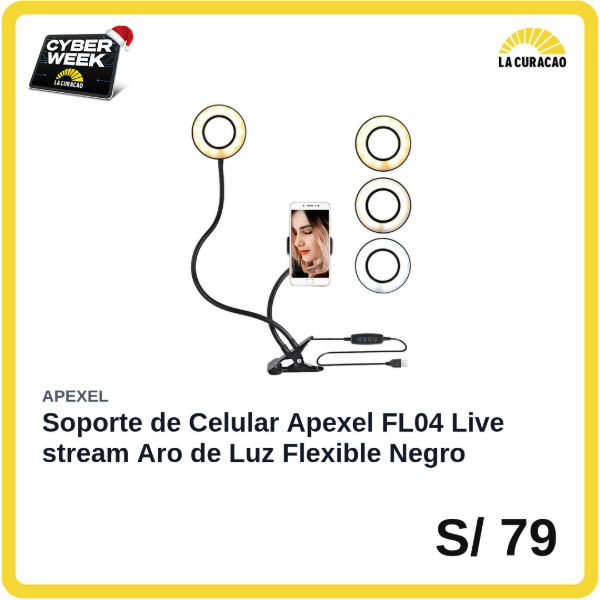 CYBER
WEEK
LA CURACAO
LA CURACAO
APEXEL
Soporte de Celular Apexel FL04 Live
stream Aro de Luz Flexible Negro
S/ 79